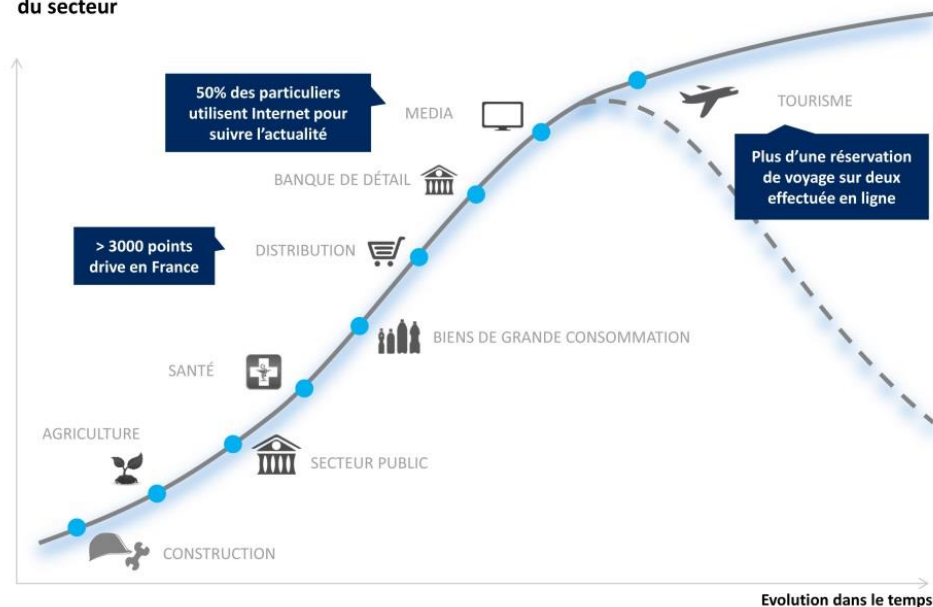 du secteur
50% des particuliers
utilisent Internet pour
suivre l’actualité
MEDIA
TOURISME
Plus d’une réservation
de voyage sur deux
effectuée en ligne
BANQUE DE DÉTAIL
> 3000 points
drive en France
DISTRIBUTION
BIENS DE GRANDE CONSOMMATION
SANTÉ
AGRICULTURE
SECTEUR PUBLIC
CONSTRUCTION
Evolution dans le temps